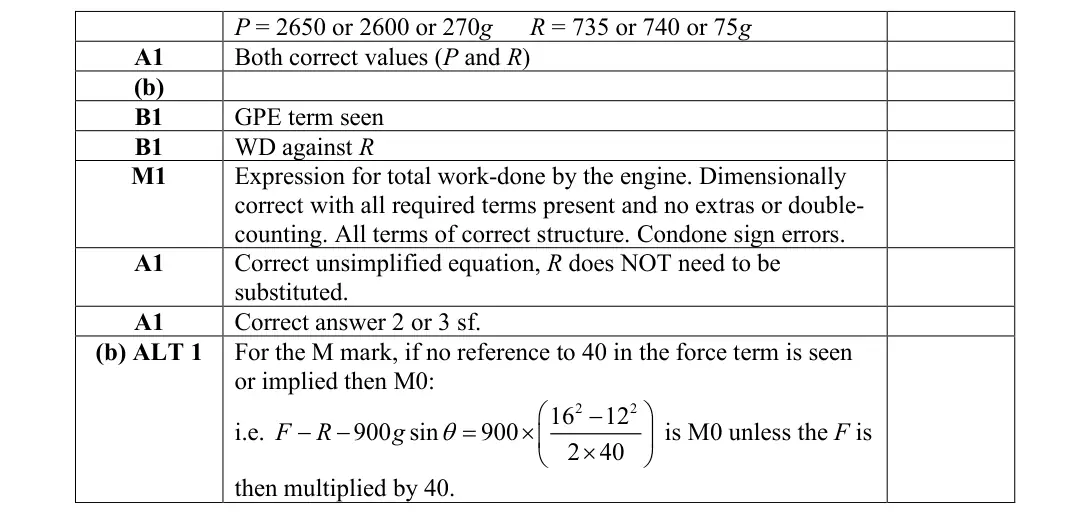 P = 2650 or 2600 or 270g R = 735 or 740 or 75g
A1 Both correct values (P and R)
(b)
B1 GPE term seen
B1 WD against R
M1 Expression for total work-done by the engine. Dimensionally
correct with all required terms present and no extras or double-
counting. All terms of correct structure. Condone sign errors.
A1 Correct unsimplified equation, R does NOT need to be
substituted.
A1 Correct answer 2 or 3 sf.
(b) ALT 1 For the M mark, if no reference to 40 in the force term is seen
or implied then M0:
i.e. F − R − 900g sin θ = 900 × ( (16² − 12²) / (2 × 40) ) is M0 unless the F is
then multiplied by 40.